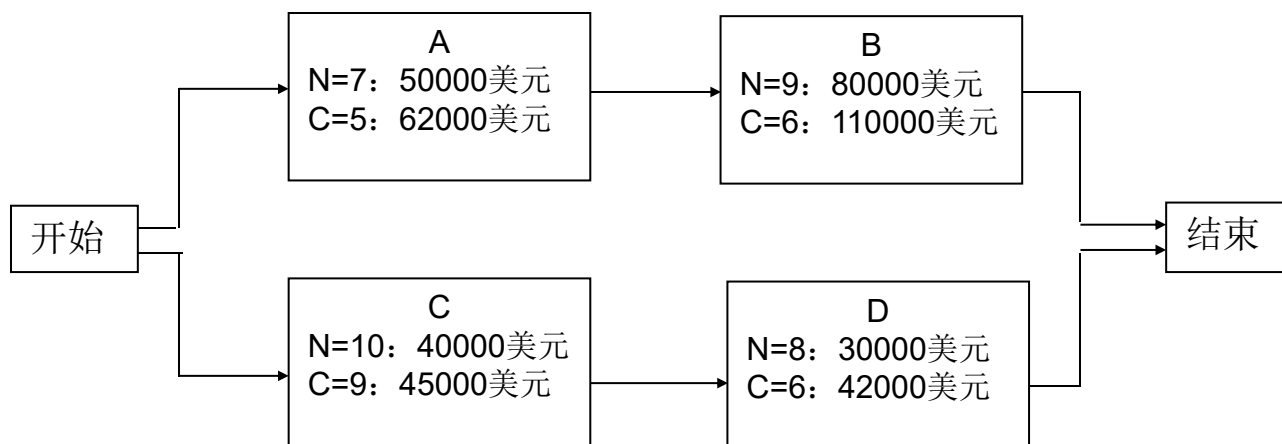 A
N=7：50000美元
C=5：62000美元
B
N=9：80000美元
C=6：110000美元
开始
结束
C
N=10：40000美元
C=9：45000美元
D
N=8：30000美元
C=6：42000美元